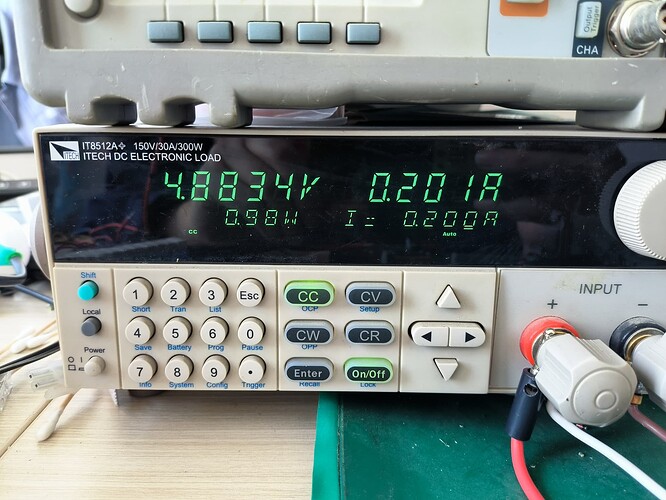 Output
Trigger
CHA
ITECH
IT8512A+ 150V/30A/300W
ITECH DC ELECTRONIC LOAD
4.8834V 0.201A
0.98W I= 0.200A
CC Auto
Shift
Local
Power
1 2 3 Esc
Short Tran List
4 5 6 0
Save Battery Prog Pause
7 8 9 •
Info System Config Trigger
CC CV
OCP Setup
CW CR
OPP
Enter On/Off
Recall Lock
INPUT
+ −